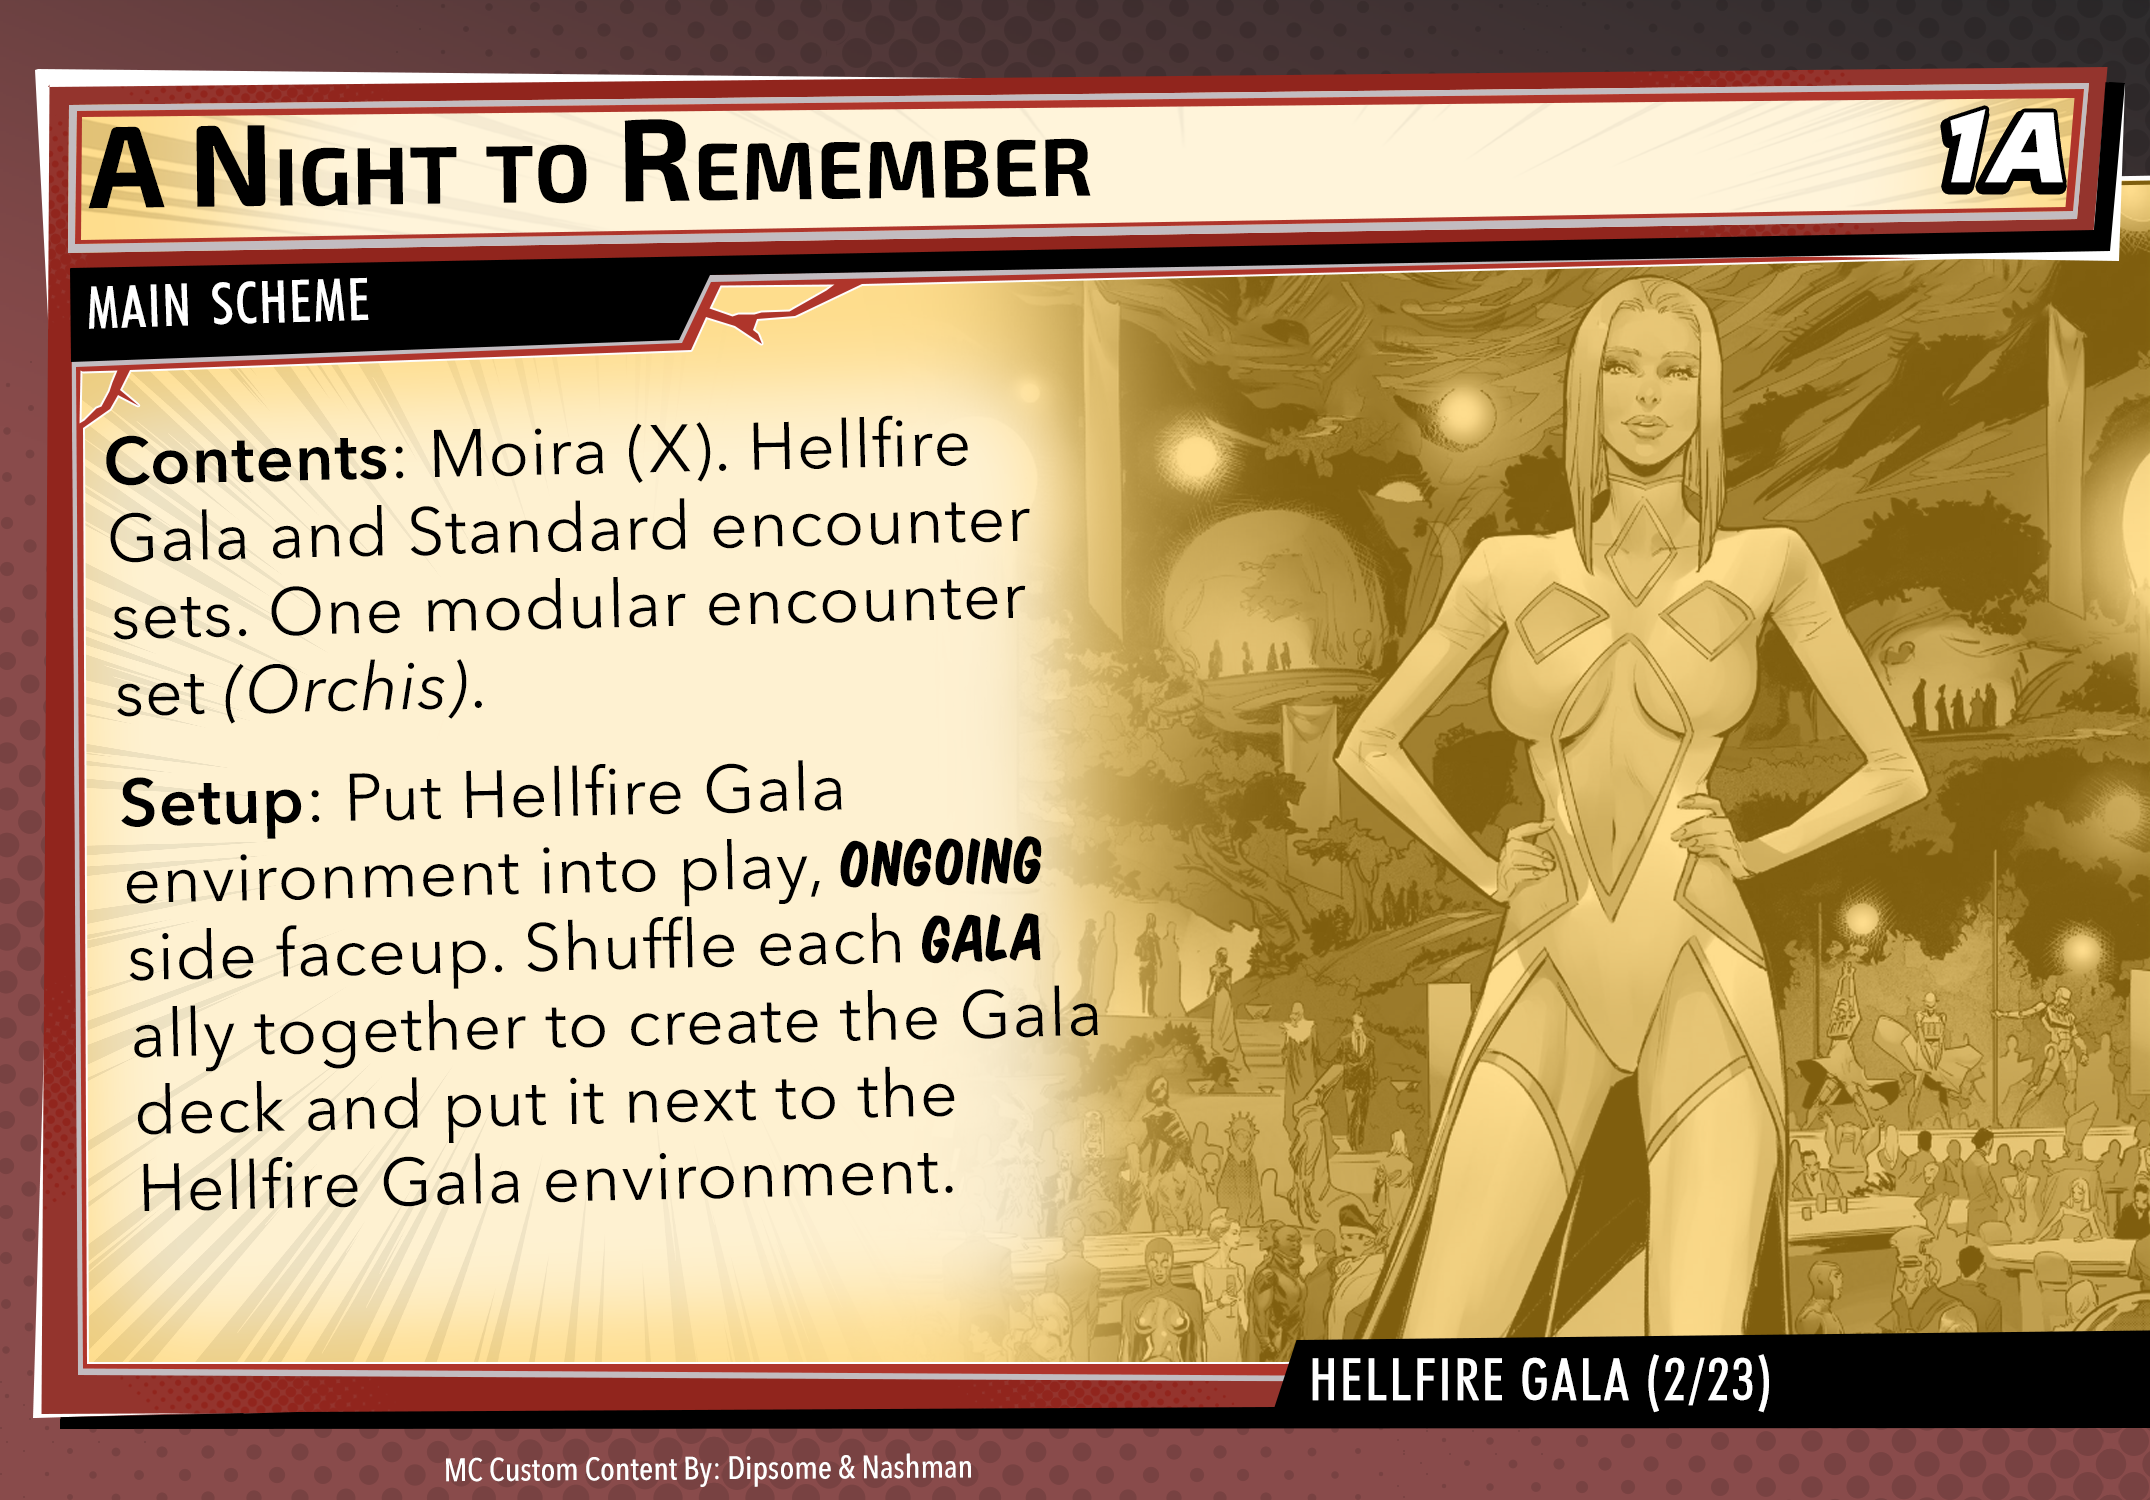 A Night to Remember
1A
MAIN SCHEME
Contents: Moira (X). Hellfire
Gala and Standard encounter
sets. One modular encounter
set (Orchis).
Setup: Put Hellfire Gala
environment into play, ONGOING
side faceup. Shuffle each GALA
ally together to create the Gala
deck and put it next to the
Hellfire Gala environment.
HELLFIRE GALA (2/23)
MC Custom Content By: Dipsome & Nashman